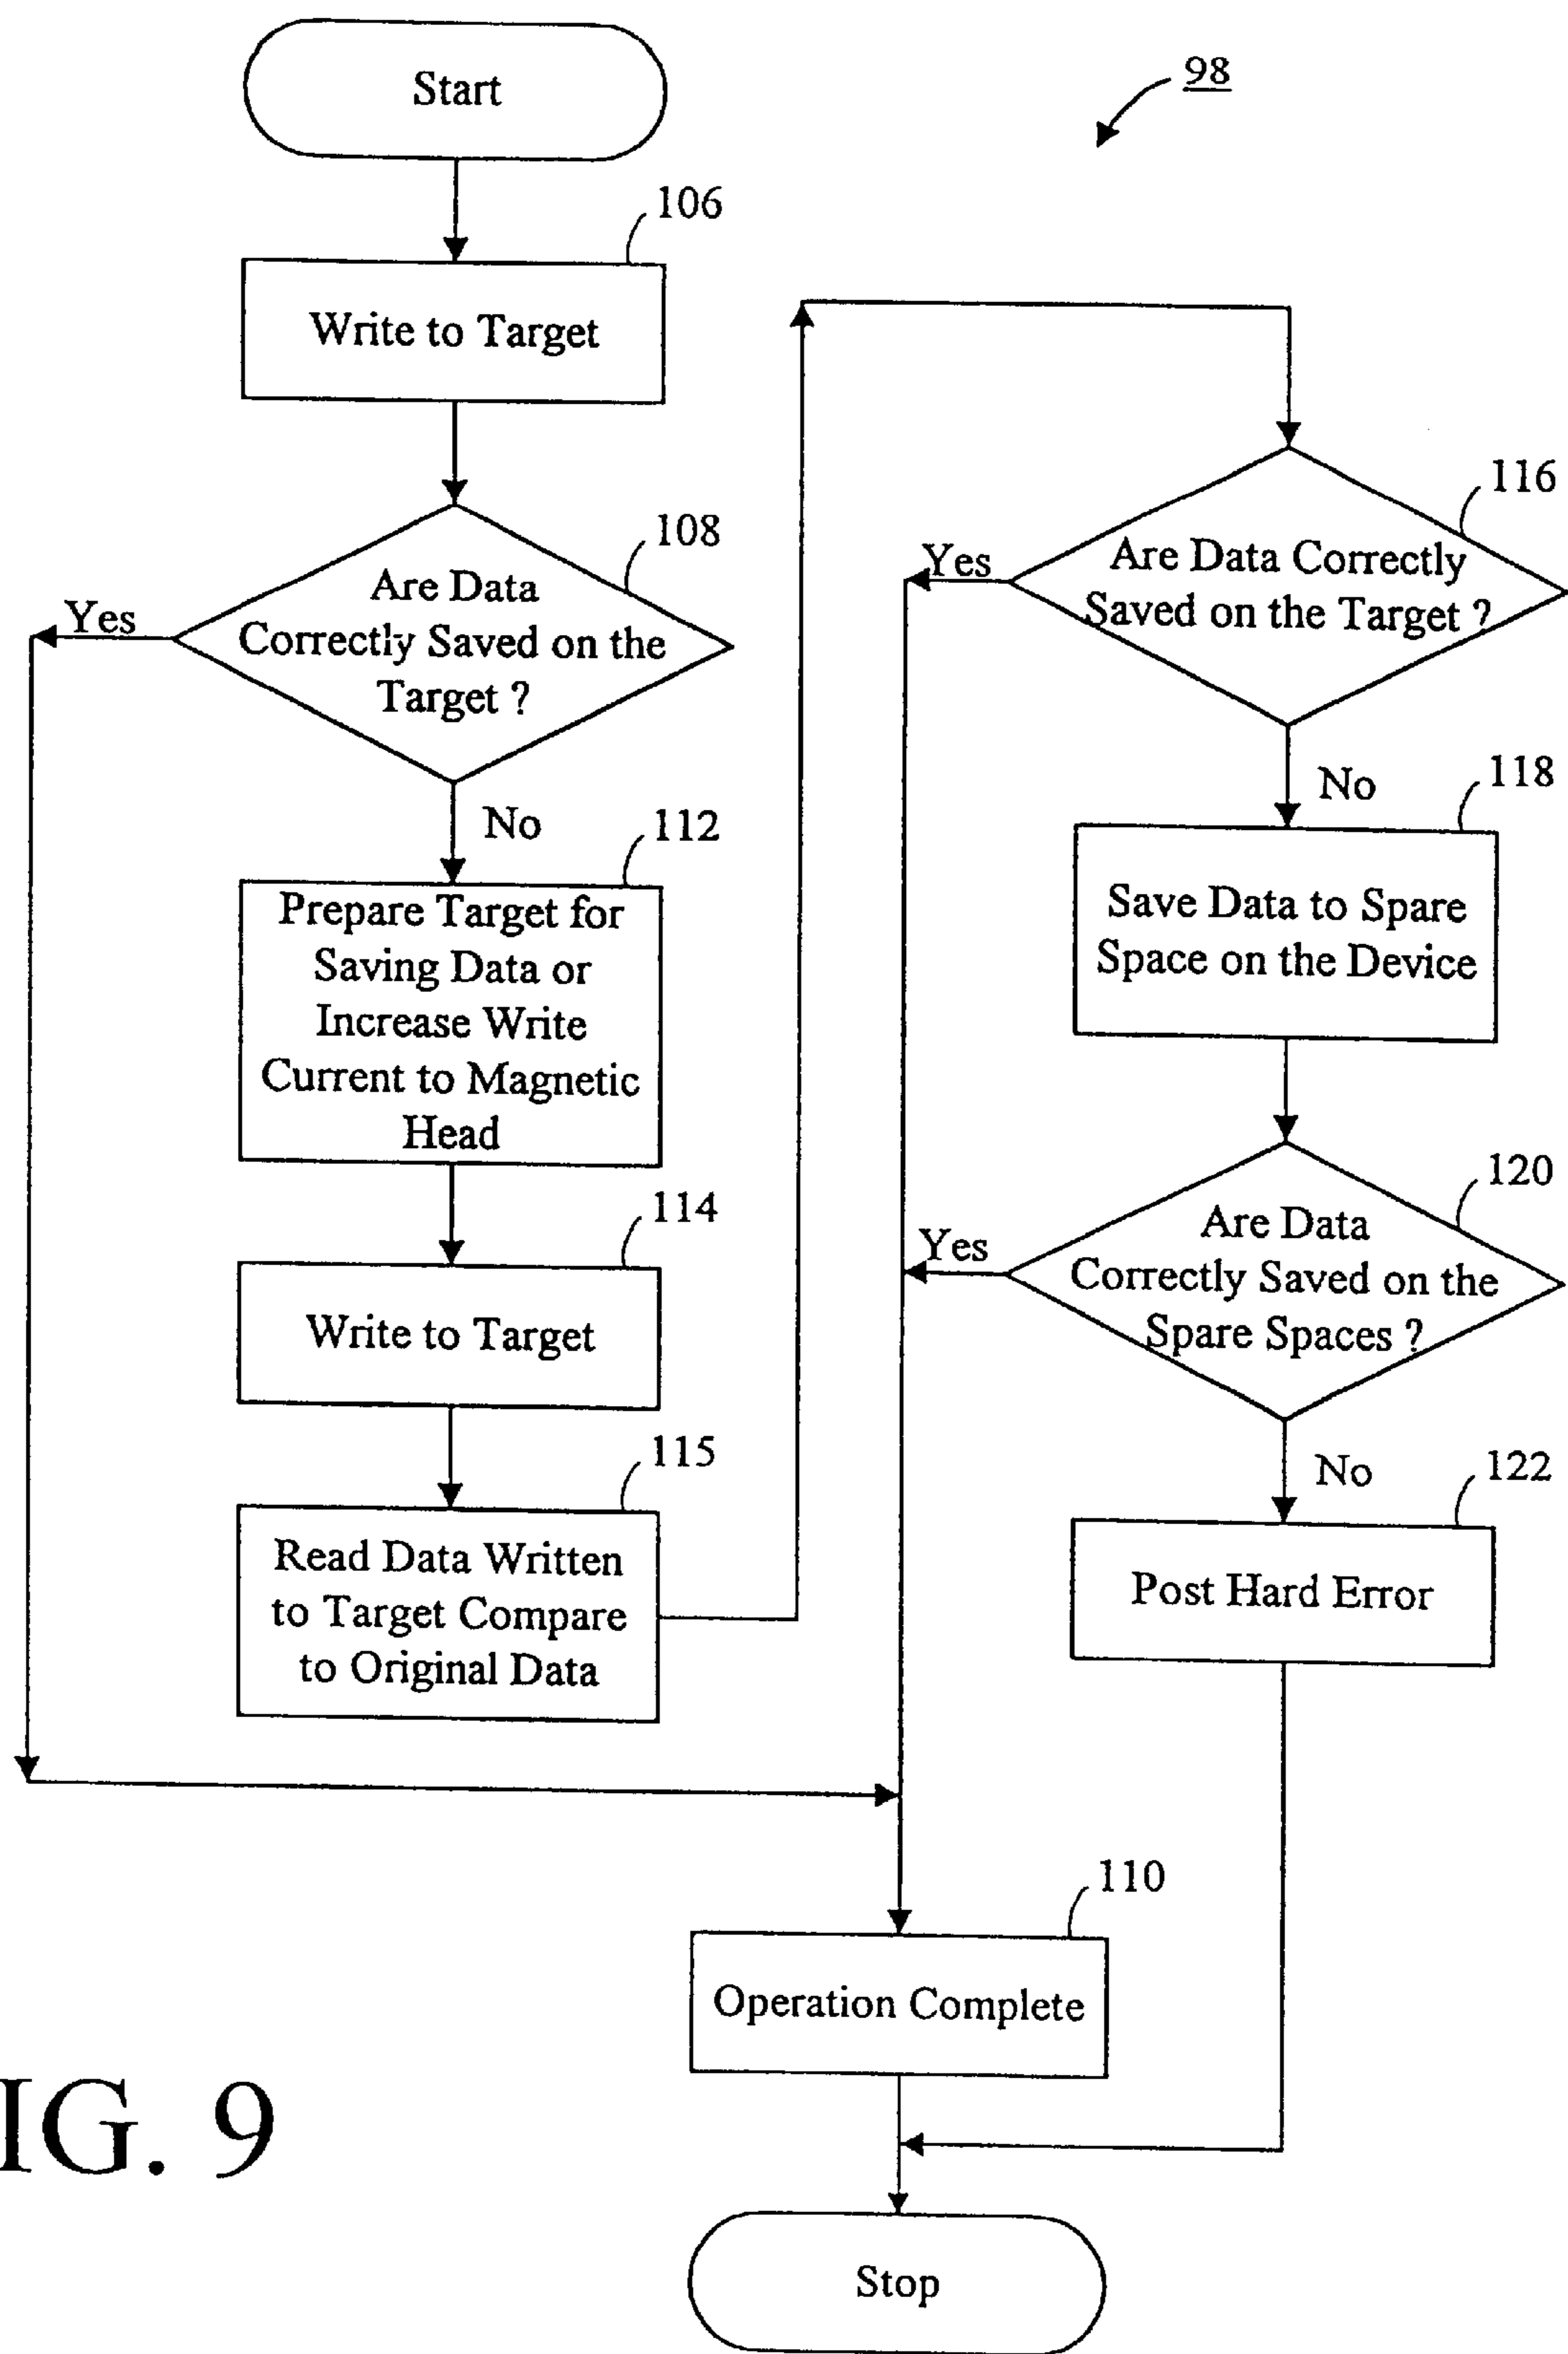 Start
98
106
Write to Target
108
Are Data
Correctly Saved on the
Target ?
Yes
No
112
Prepare Target for
Saving Data or
Increase Write
Current to Magnetic
Head
114
Write to Target
115
Read Data Written
to Target Compare
to Original Data
116
Are Data Correctly
Saved on the Target ?
Yes
No
118
Save Data to Spare
Space on the Device
120
Are Data
Correctly Saved on the
Spare Spaces ?
Yes
No
122
Post Hard Error
110
Operation Complete
Stop
IG. 9